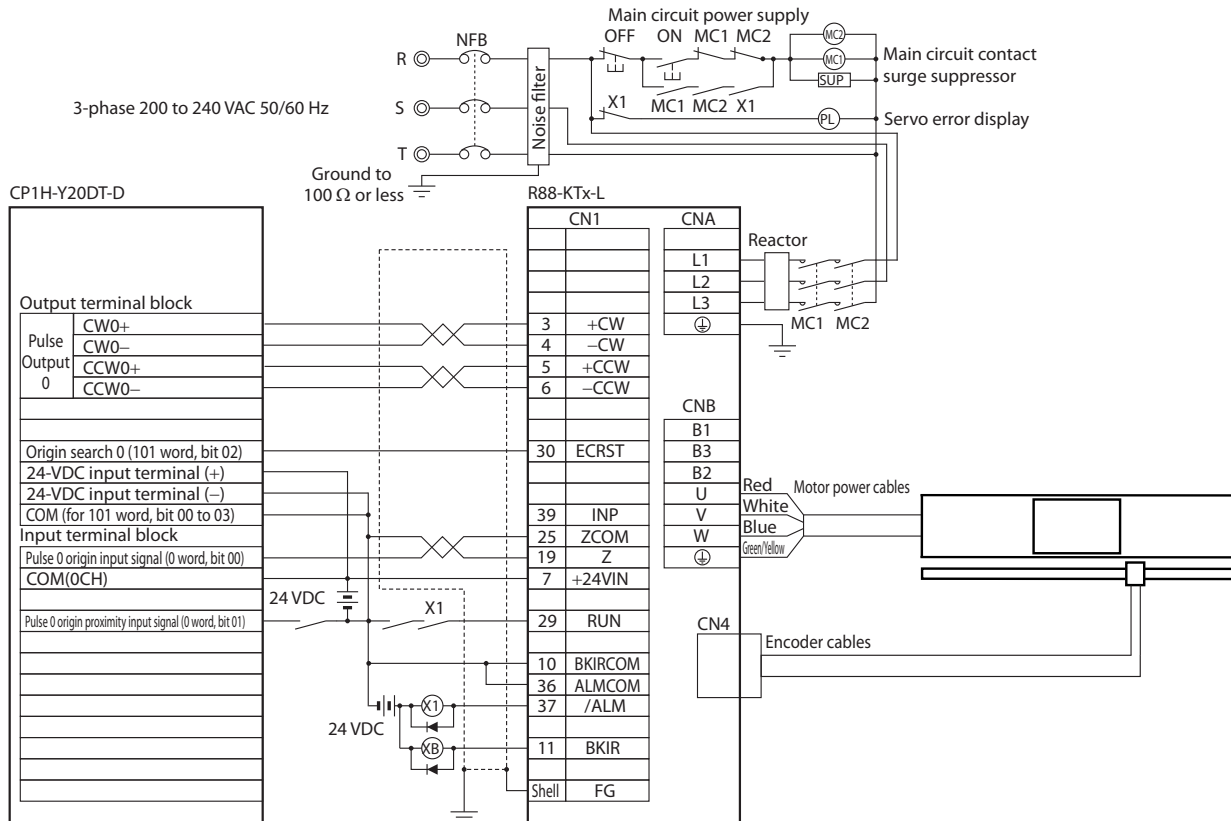 Main circuit power supply
OFF ON MC1 MC2
NFB
R
MC2
MC1
SUP
Main circuit contact
surge suppressor
3-phase 200 to 240 VAC 50/60 Hz
S
Noise filter
X1
MC1 MC2 X1
PL
Servo error display
T
Ground to
100 Ω or less
CP1H-Y20DT-D
R88-KTx-L
CN1
CNA
Reactor
L1
L2
L3
MC1 MC2
Output terminal block
Pulse
Output
0
CW0+
CW0−
CCW0+
CCW0−
3 +CW
4 −CW
5 +CCW
6 −CCW
CNB
B1
Origin search 0 (101 word, bit 02)
30 ECRST
B3
24-VDC input terminal (+)
B2
24-VDC input terminal (−)
U
Red
Motor power cables
COM (for 101 word, bit 00 to 03)
39 INP
V
White
Input terminal block
25 ZCOM
W
Blue
Pulse 0 origin input signal (0 word, bit 00)
19 Z
Green/Yellow
COM(0CH)
7 +24VIN
24 VDC
X1
Pulse 0 origin proximity input signal (0 word, bit 01)
29 RUN
CN4
Encoder cables
10 BKIRCOM
36 ALMCOM
X1
37 /ALM
24 VDC
XB
11 BKIR
Shell FG